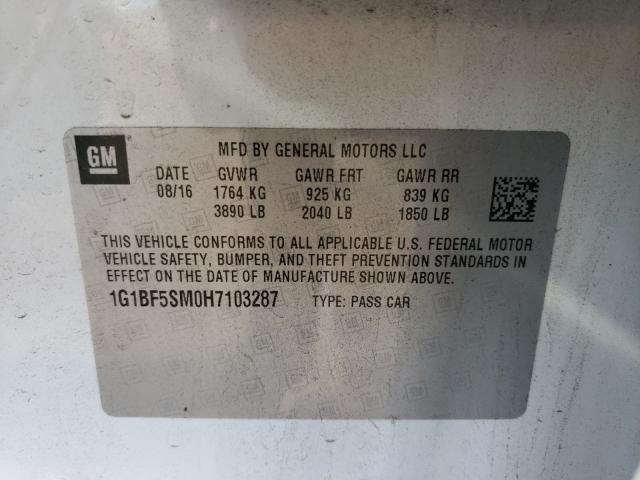 GM
MFD BY GENERAL MOTORS LLC
DATE GVWR GAWR FRT GAWR RR
08/16 1764 KG 925 KG 839 KG
3890 LB 2040 LB 1850 LB
THIS VEHICLE CONFORMS TO ALL APPLICABLE U.S. FEDERAL MOTOR
VEHICLE SAFETY, BUMPER, AND THEFT PREVENTION STANDARDS IN
EFFECT ON THE DATE OF MANUFACTURE SHOWN ABOVE.
1G1BF5SM0H7103287 TYPE: PASS CAR